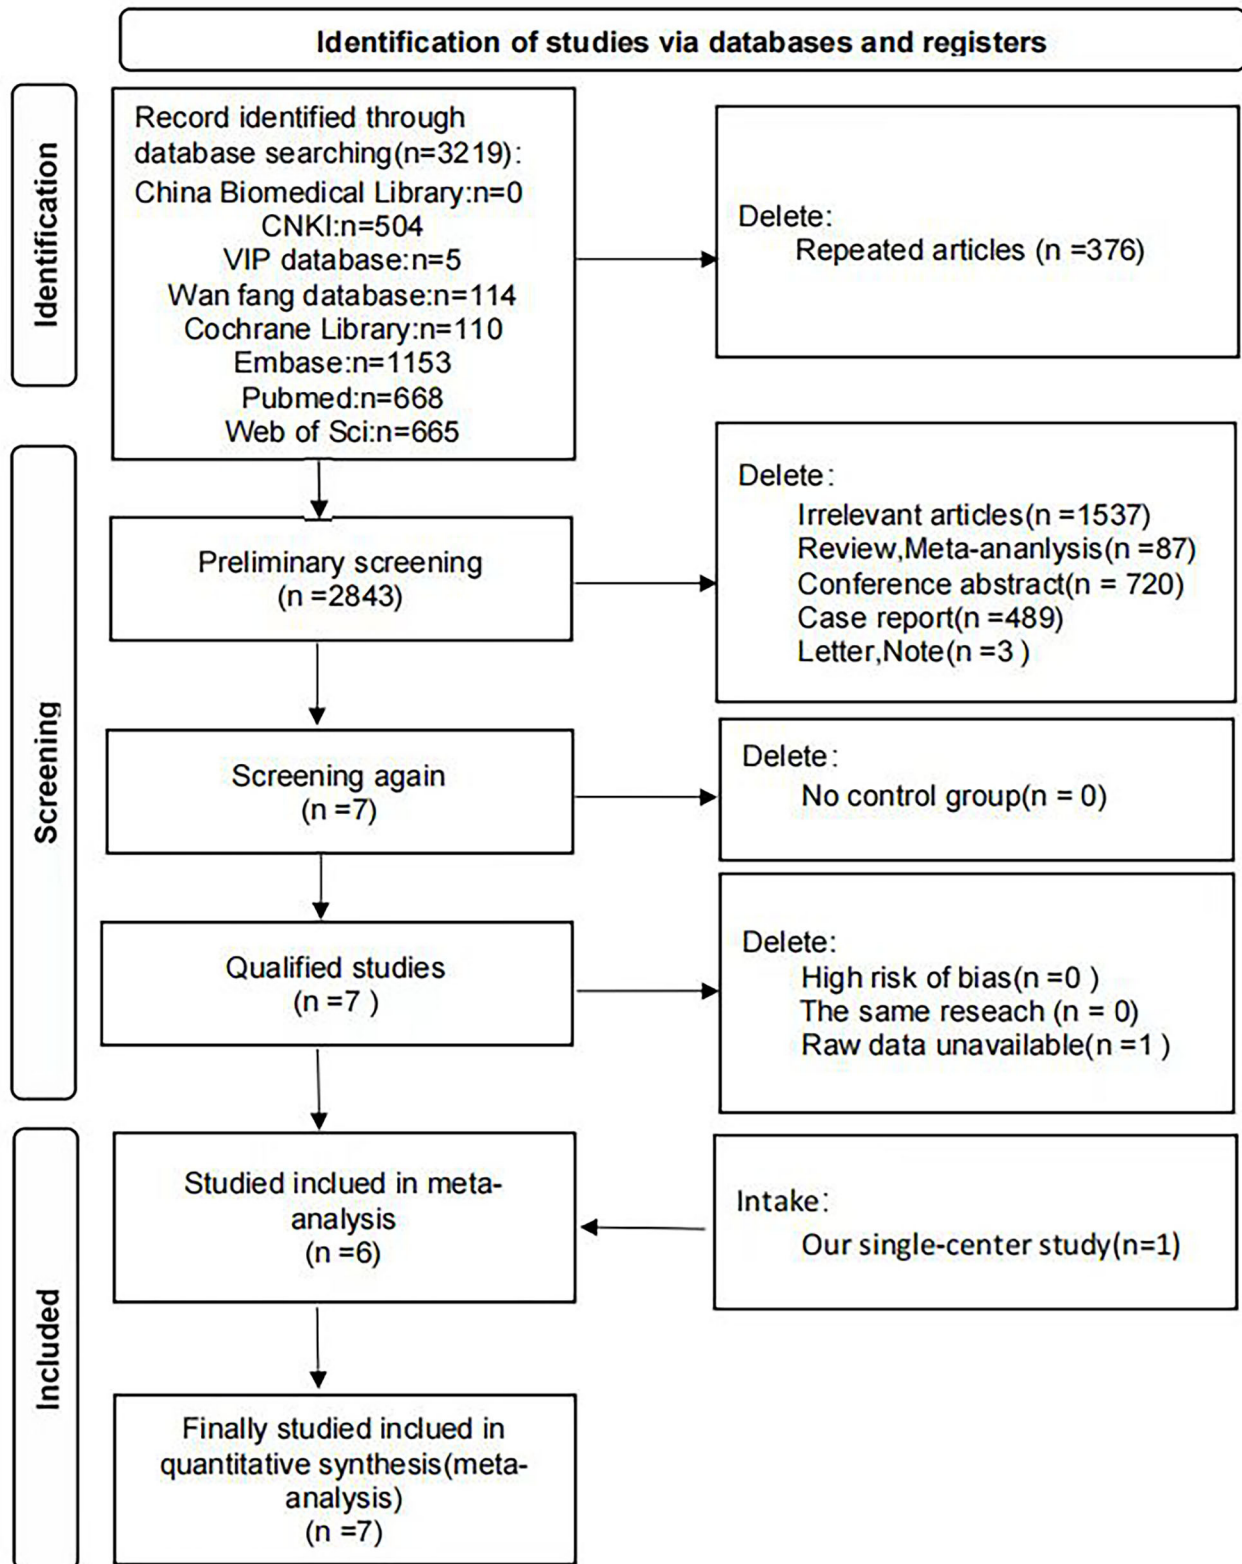 Identification of studies via databases and registers
Identification
Record identified through
database searching(n=3219):
China Biomedical Library:n=0
CNKI:n=504
VIP database:n=5
Wan fang database:n=114
Cochrane Library:n=110
Embase:n=1153
Pubmed:n=668
Web of Sci:n=665
Delete:
Repeated articles (n =376)
Screening
Preliminary screening
(n =2843)
Delete:
Irrelevant articles(n =1537)
Review,Meta-ananlysis(n =87)
Conference abstract(n = 720)
Case report(n =489)
Letter,Note(n =3 )
Screening again
(n =7)
Delete:
No control group(n = 0)
Qualified studies
(n =7 )
Delete:
High risk of bias(n =0 )
The same reseach (n = 0)
Raw data unavailable(n =1 )
Included
Studied inclued in meta-
analysis
(n =6)
Intake:
Our single-center study(n=1)
Finally studied inclued in
quantitative synthesis(meta-
analysis)
(n =7)